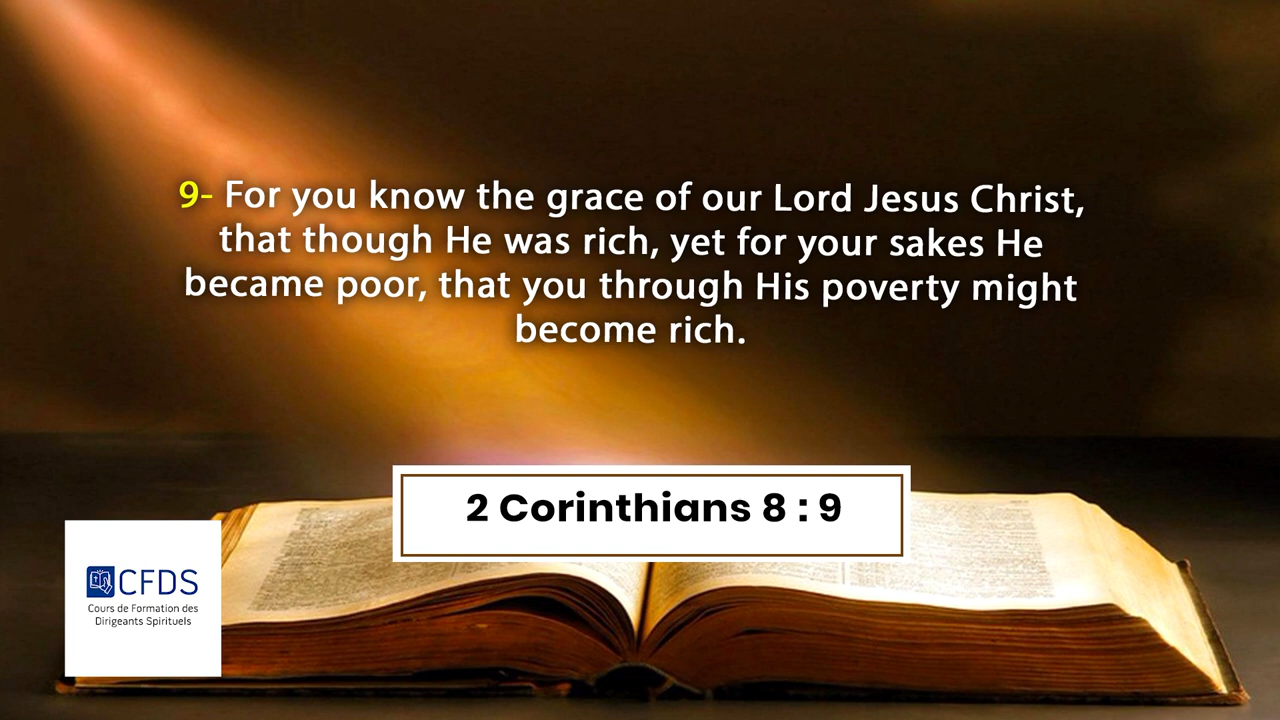 9- For you know the grace of our Lord Jesus Christ,
that though He was rich, yet for your sakes He
became poor, that you through His poverty might
become rich.
2 Corinthians 8 : 9
CFDS
Cours de Formation des
Dirigeants Spirituels